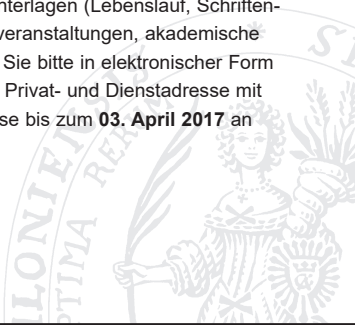 nterlagen (Lebenslauf, Schriften-
veranstaltungen, akademische
Sie bitte in elektronischer Form
Privat- und Dienstadresse mit
se bis zum 03. April 2017 an